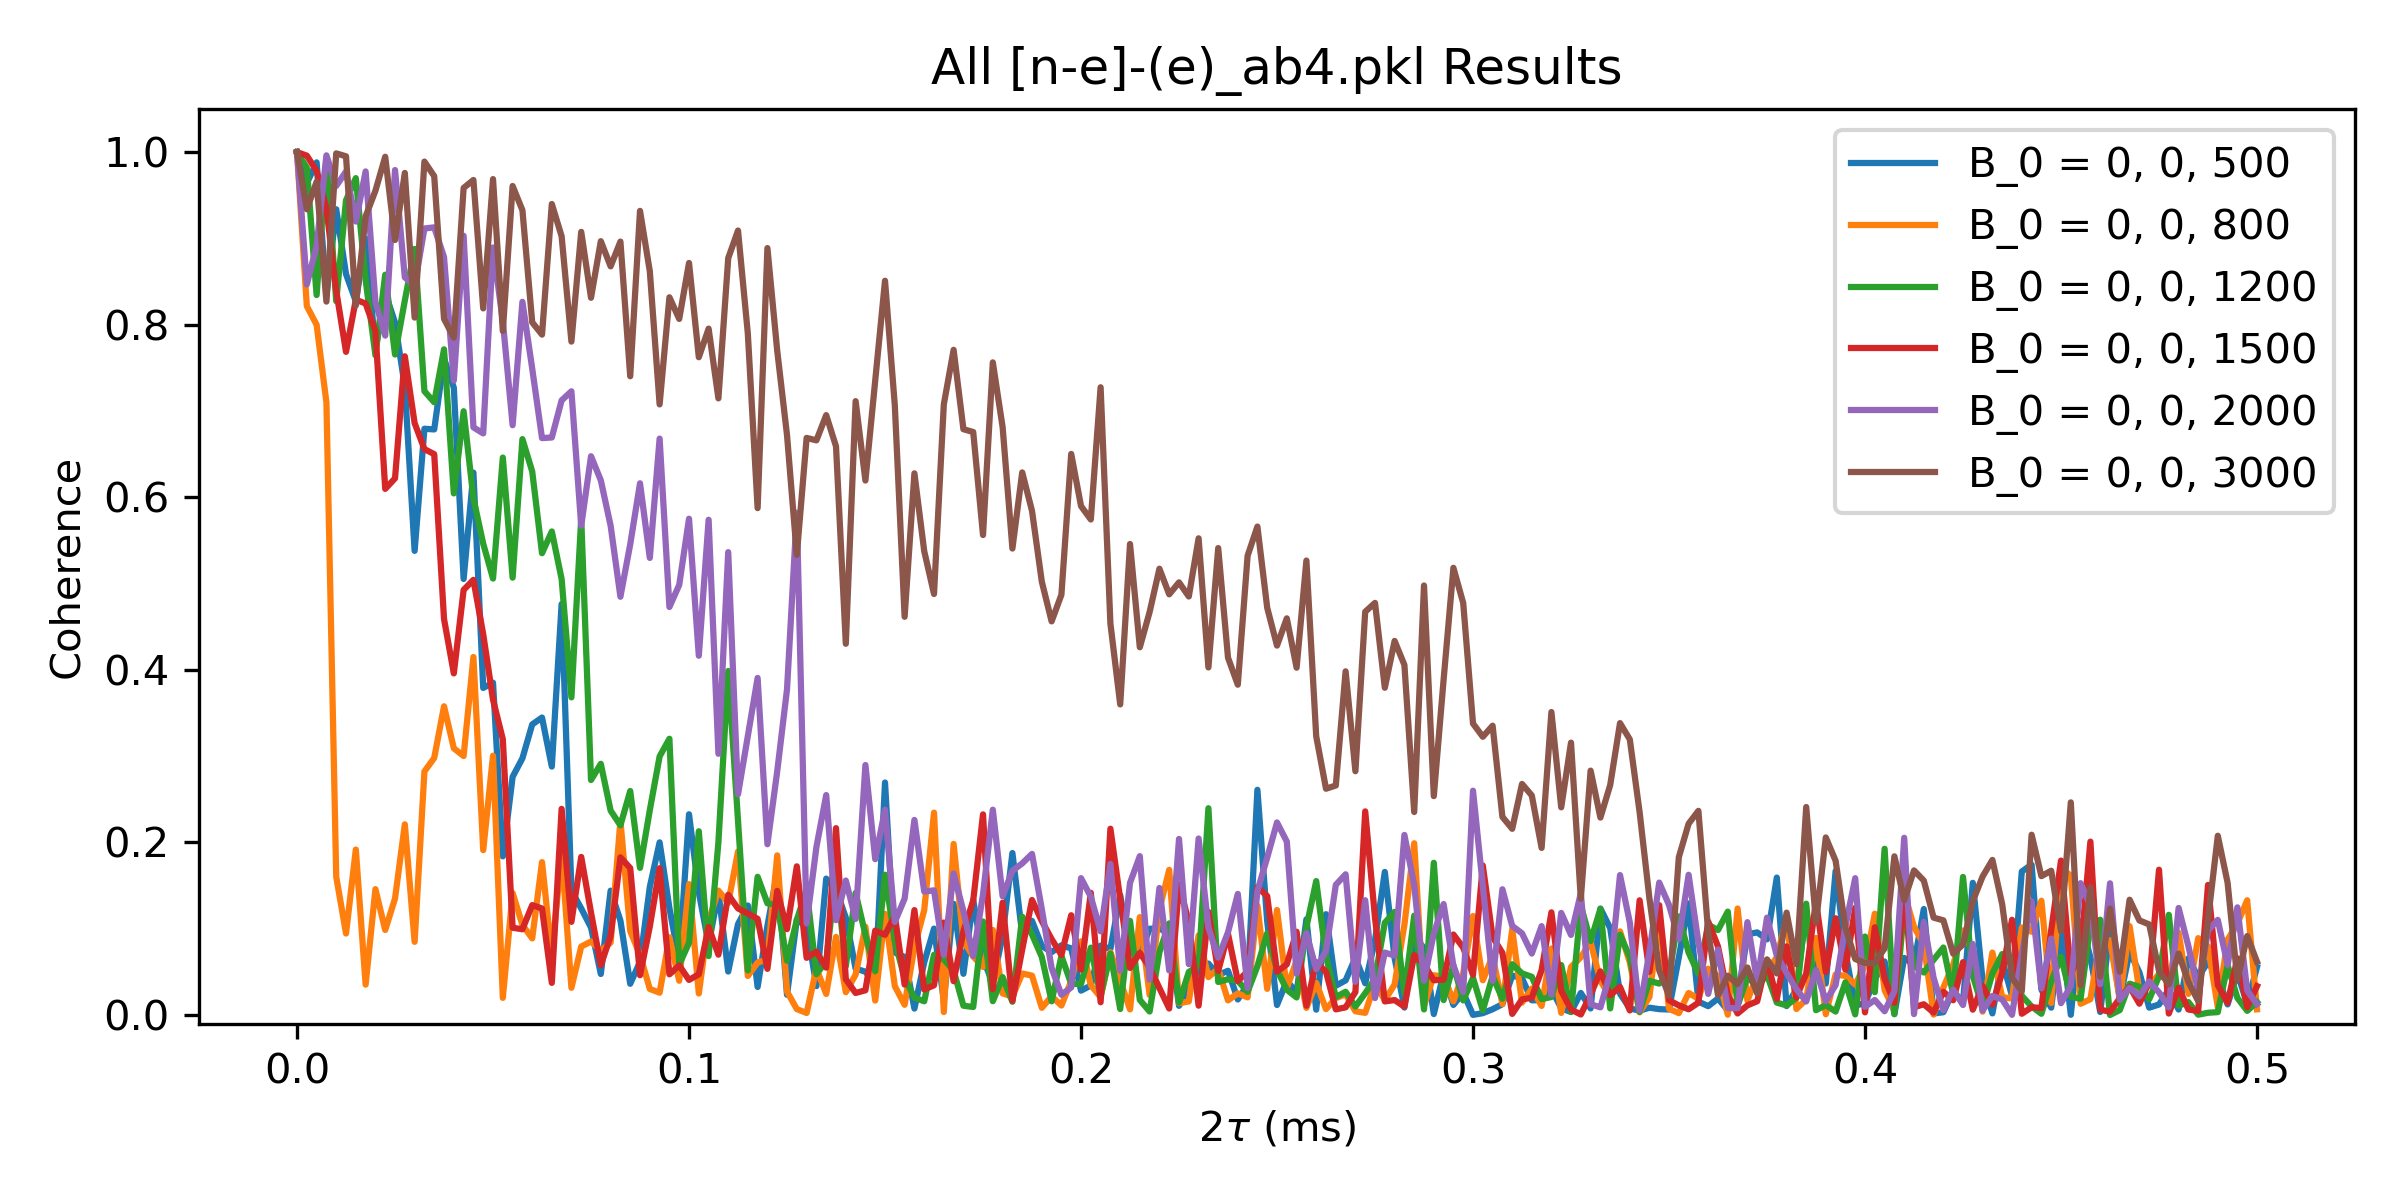 All [n-e]-(e)_ab4.pkl Results
Coherence
1.0
0.8
0.6
0.4
0.2
0.0
B_0 = 0, 0, 500
B_0 = 0, 0, 800
B_0 = 0, 0, 1200
B_0 = 0, 0, 1500
B_0 = 0, 0, 2000
B_0 = 0, 0, 3000
0.0 0.1 0.2 0.3 0.4 0.5
2τ (ms)